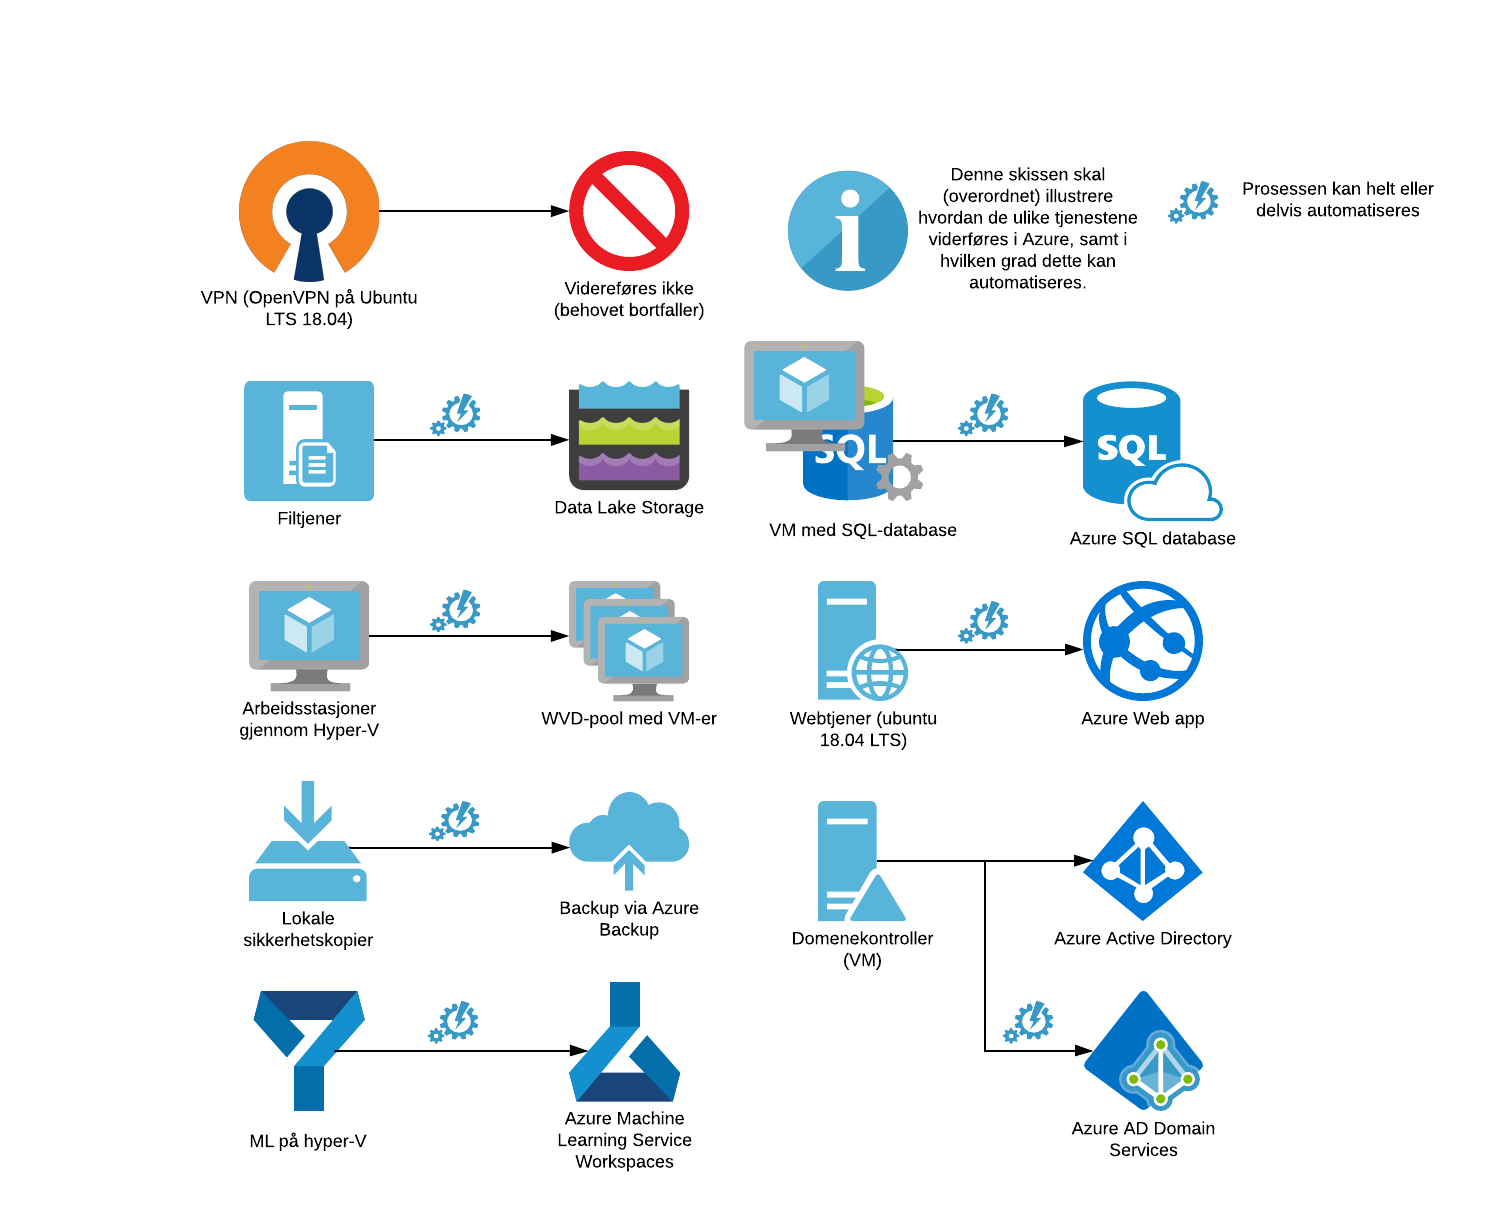 VPN (OpenVPN på Ubuntu
LTS 18.04)
Videreføres ikke
(behovet bortfaller)
Denne skissen skal
(overordnet) illustrere
hvordan de ulike tjenestene
viderføres i Azure, samt i
hvilken grad dette kan
automatiseres.
Prosessen kan helt eller
delvis automatiseres
Filtjener
Data Lake Storage
SQL
VM med SQL-database
SQL
Azure SQL database
Arbeidsstasjoner
gjennom Hyper-V
WVD-pool med VM-er
Webtjener (ubuntu
18.04 LTS)
Azure Web app
Lokale
sikkerhetskopier
Backup via Azure
Backup
Domenekontroller
(VM)
Azure Active Directory
ML på hyper-V
Azure Machine
Learning Service
Workspaces
Azure AD Domain
Services